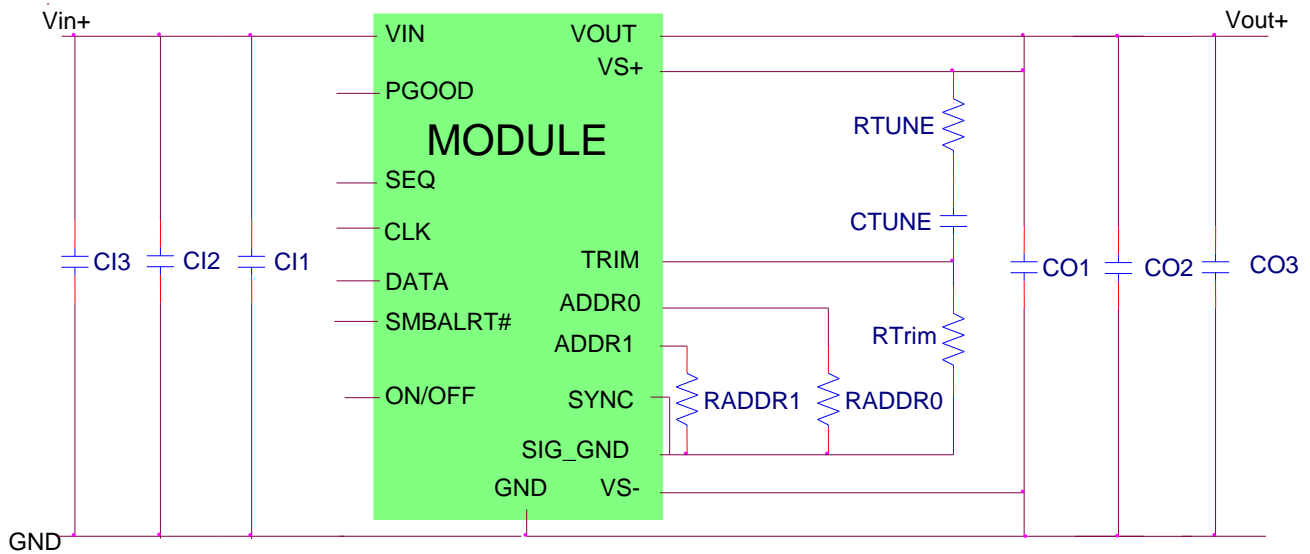 Vin+
Vout+
VIN
VOUT
VS+
PGOOD
RTUNE
MODULE
SEQ
CTUNE
CLK
CI3
CI2
CI1
TRIM
CO1
CO2
CO3
DATA
ADDR0
SMBALRT#
ADDR1
RTrim
ON/OFF
SYNC
RADDR1
RADDR0
SIG_GND
GND
VS-
GND